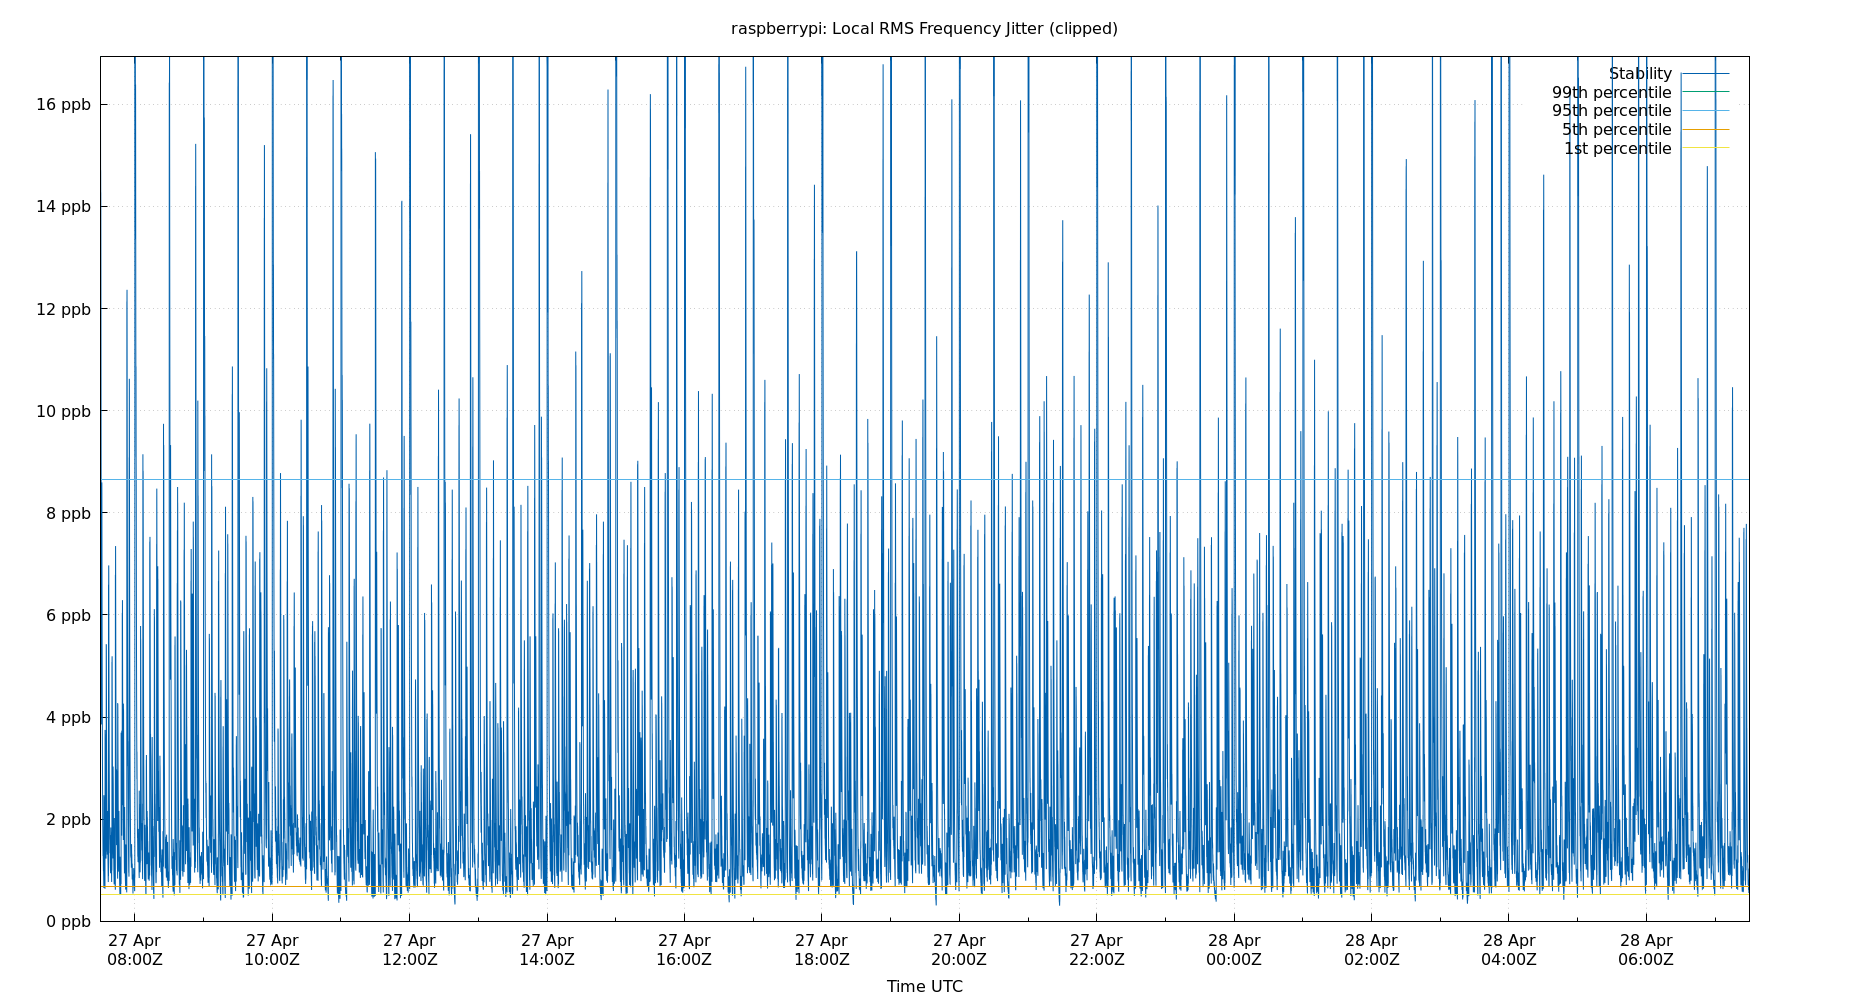 raspberrypi: Local RMS Frequency Jitter (clipped)
Stability
99th percentile
95th percentile
5th percentile
1st percentile
16 ppb
14 ppb
12 ppb
10 ppb
8 ppb
6 ppb
4 ppb
2 ppb
0 ppb
27 Apr 27 Apr 27 Apr 27 Apr 27 Apr 27 Apr 27 Apr 27 Apr 28 Apr 28 Apr 28 Apr 28 Apr
08:00Z 10:00Z 12:00Z 14:00Z 16:00Z 18:00Z 20:00Z 22:00Z 00:00Z 02:00Z 04:00Z 06:00Z
Time UTC